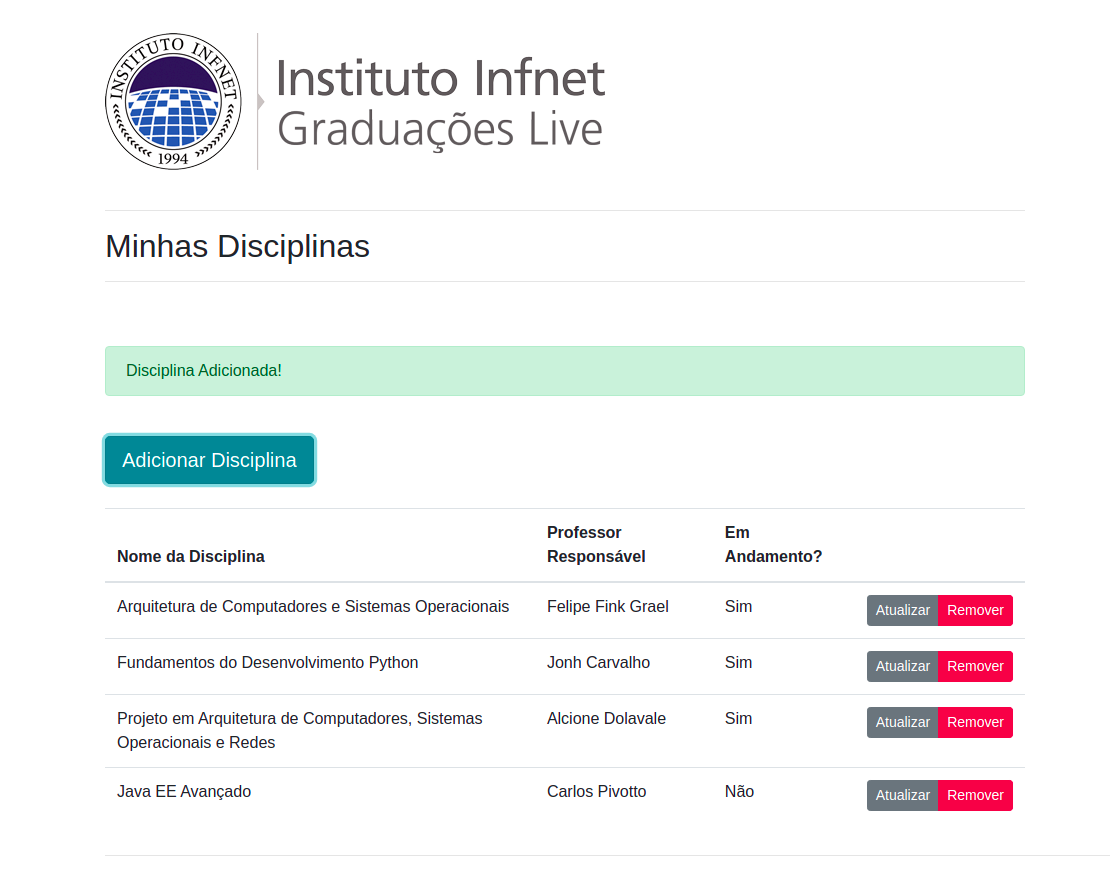 INSTITUTO INFNET
1994
Instituto Infnet
Graduações Live
Minhas Disciplinas
Disciplina Adicionada!
Adicionar Disciplina
Nome da Disciplina Professor Responsável Em Andamento?
Arquitetura de Computadores e Sistemas Operacionais Felipe Fink Grael Sim Atualizar Remover
Fundamentos do Desenvolvimento Python Jonh Carvalho Sim Atualizar Remover
Projeto em Arquitetura de Computadores, Sistemas Alcione Dolavale Sim Atualizar Remover
Operacionais e Redes
Java EE Avançado Carlos Pivotto Não Atualizar Remover